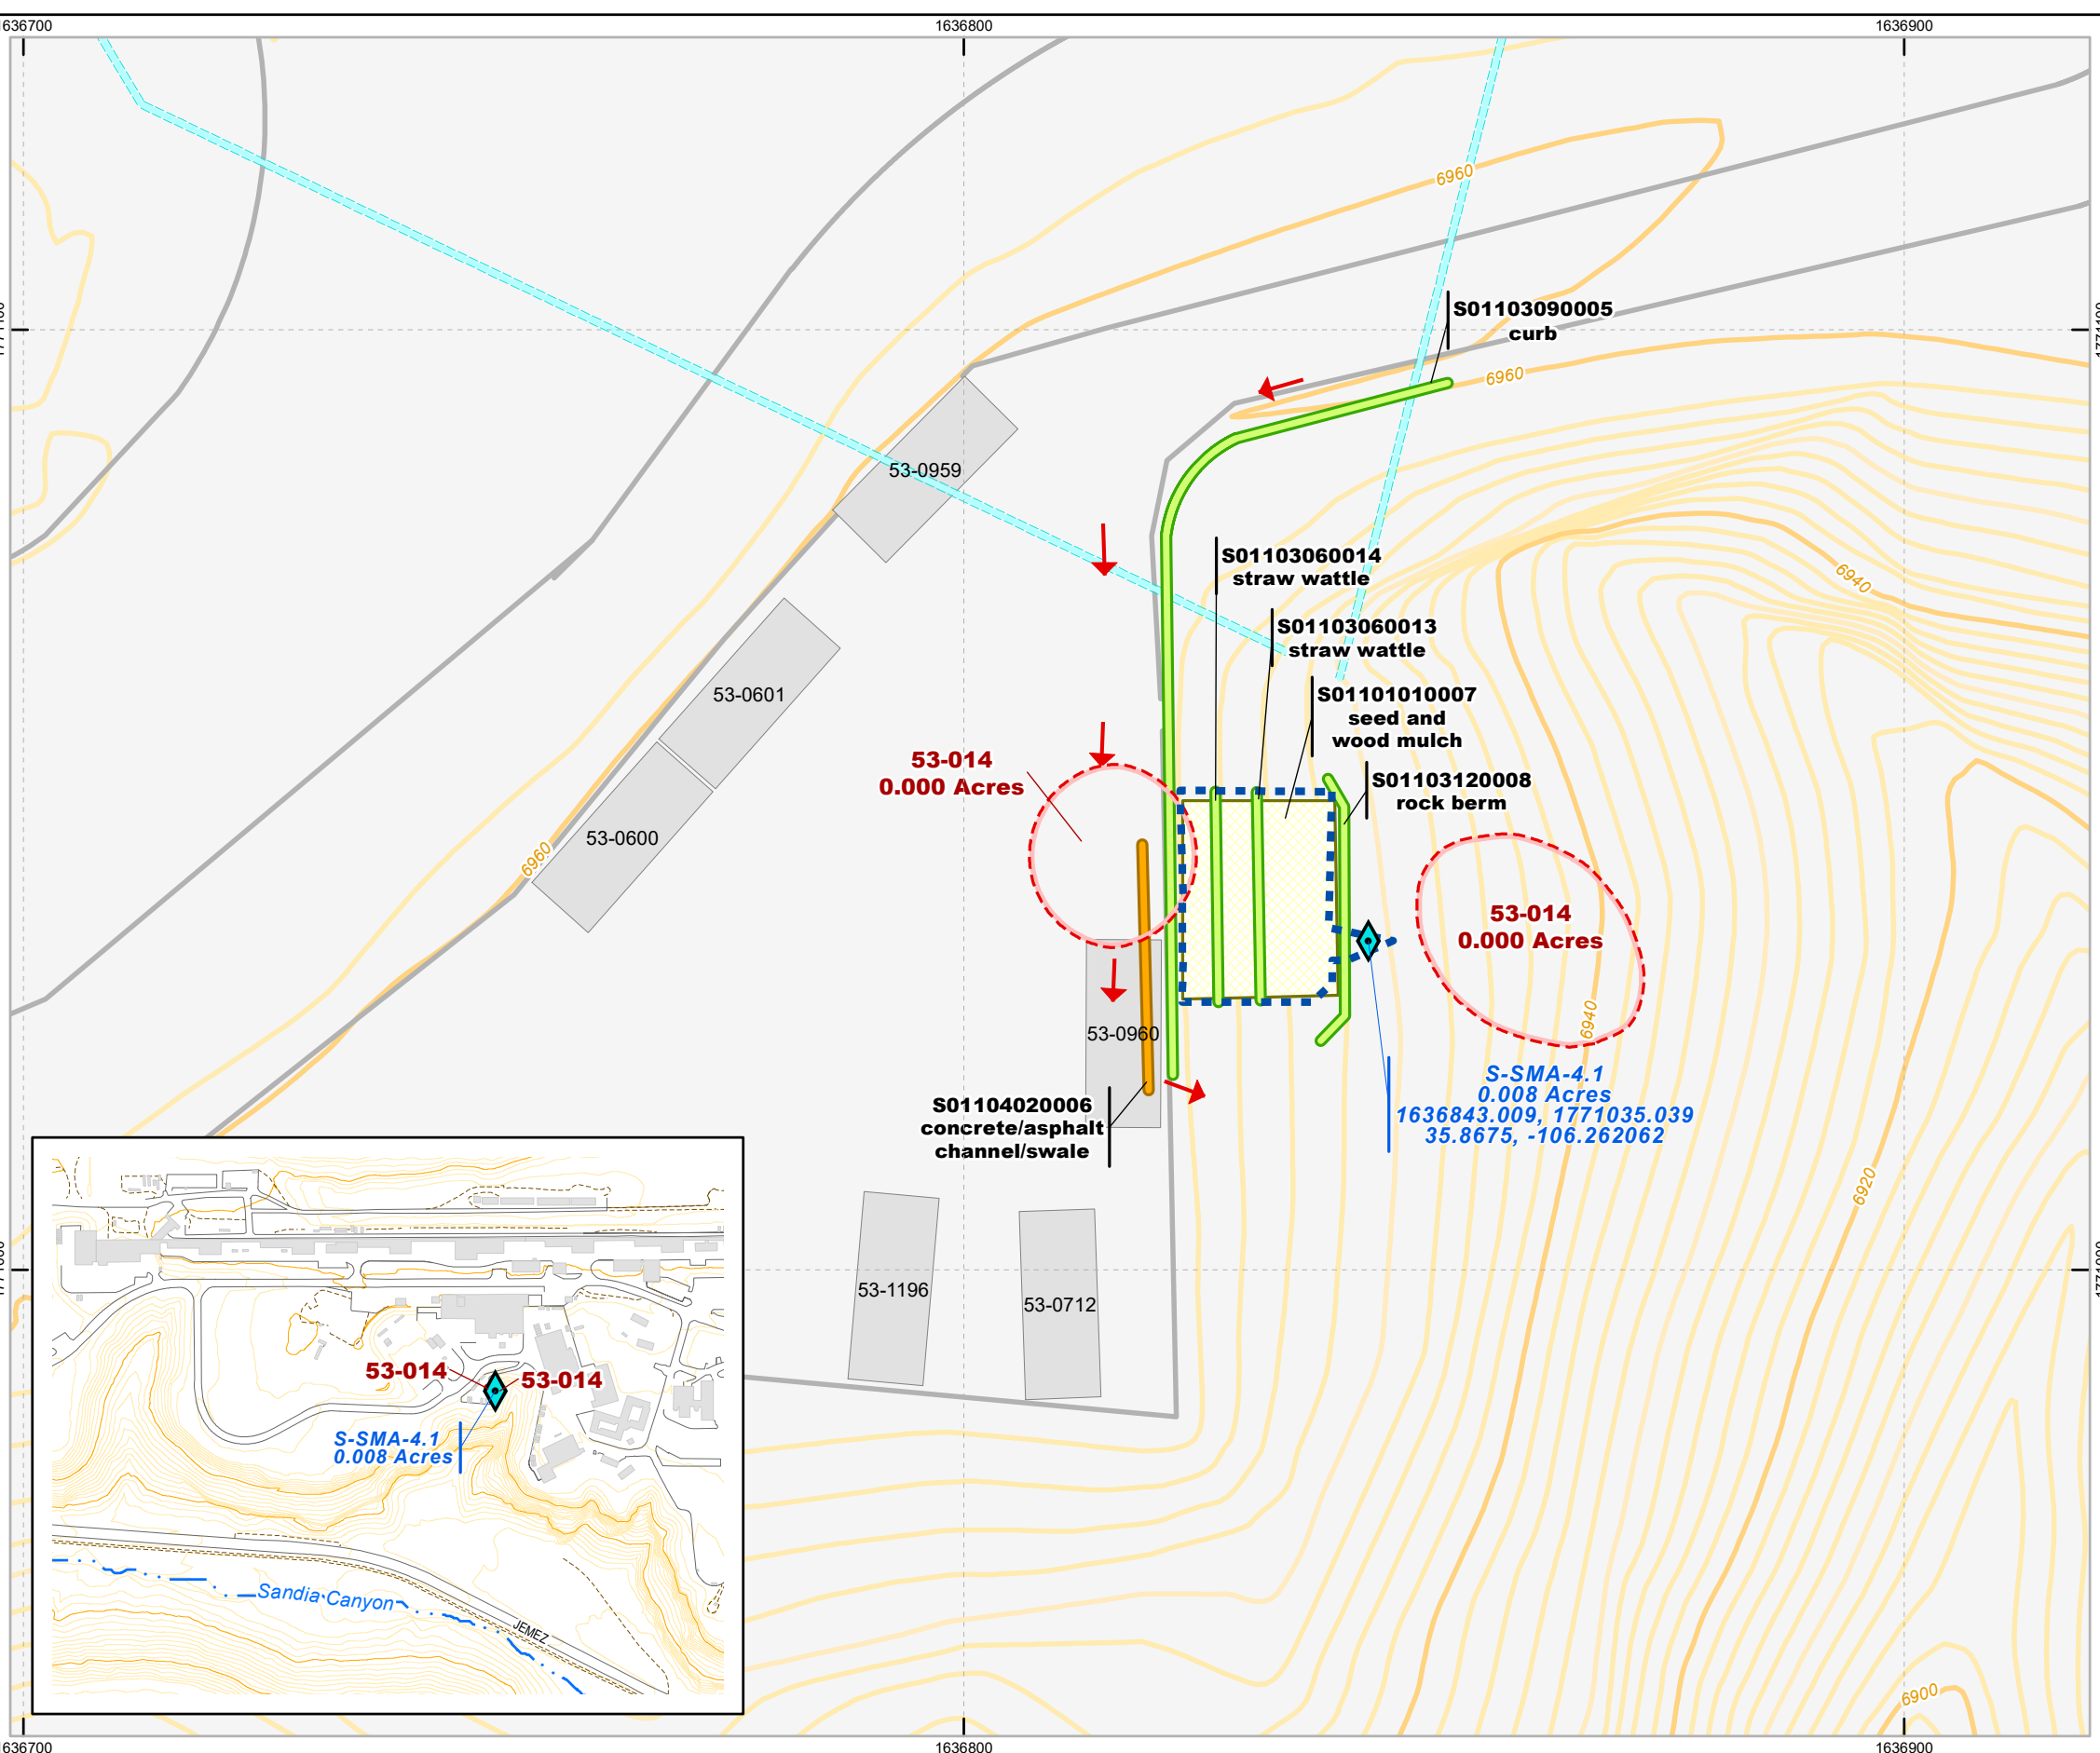 1636700
1636800
1636900
6960
S01103090005
curb
6960
53-0959
S01103060014
straw wattle
6940
S01103060013
straw wattle
53-0601
S01101010007
seed and
wood mulch
53-014
0.000 Acres
S01103120008
rock berm
53-0600
6960
53-014
0.000 Acres
6940
53-0960
S-SMA-4.1
0.008 Acres
1636843.009, 1771035.039
35.8675, -106.262062
S01104020006
concrete/asphalt
channel/swale
6920
53-1196
53-0712
53-014
53-014
S-SMA-4.1
0.008 Acres
Sandia Canyon
JEMEZ
6900
1636700
1636800
1636900